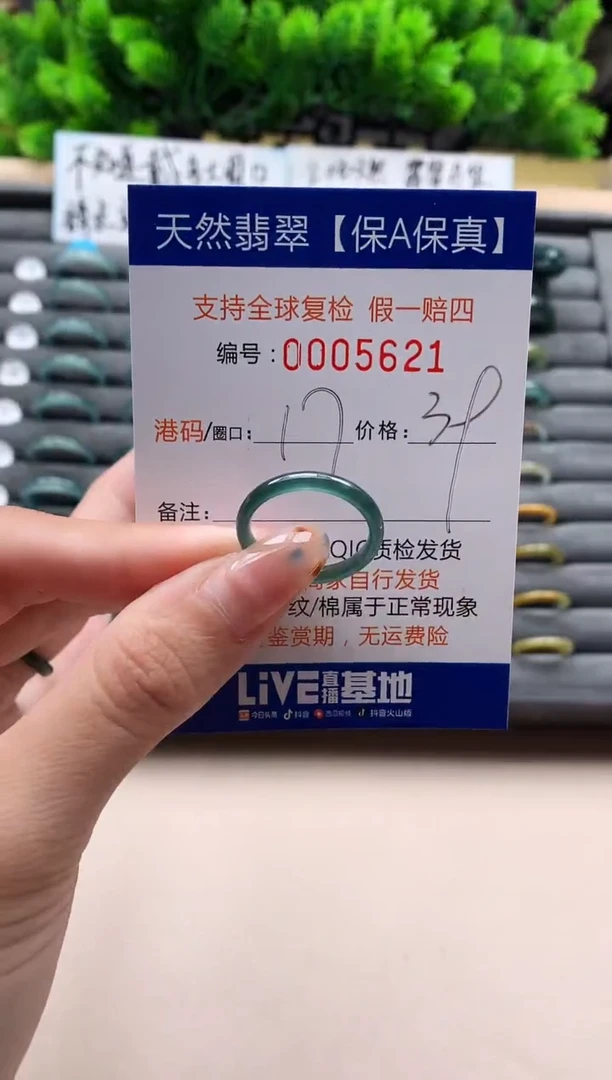 天然翡翠【保A保真】
支持全球复检 假一赔四
编号：0005621
港码/圈口：17 价格：39
备注：
QIC质检发货
自行发货
纹/棉属于正常现象
鉴赏期，无运费险
LiVE直播基地
今日头条 抖音 西瓜视频 抖音火山版